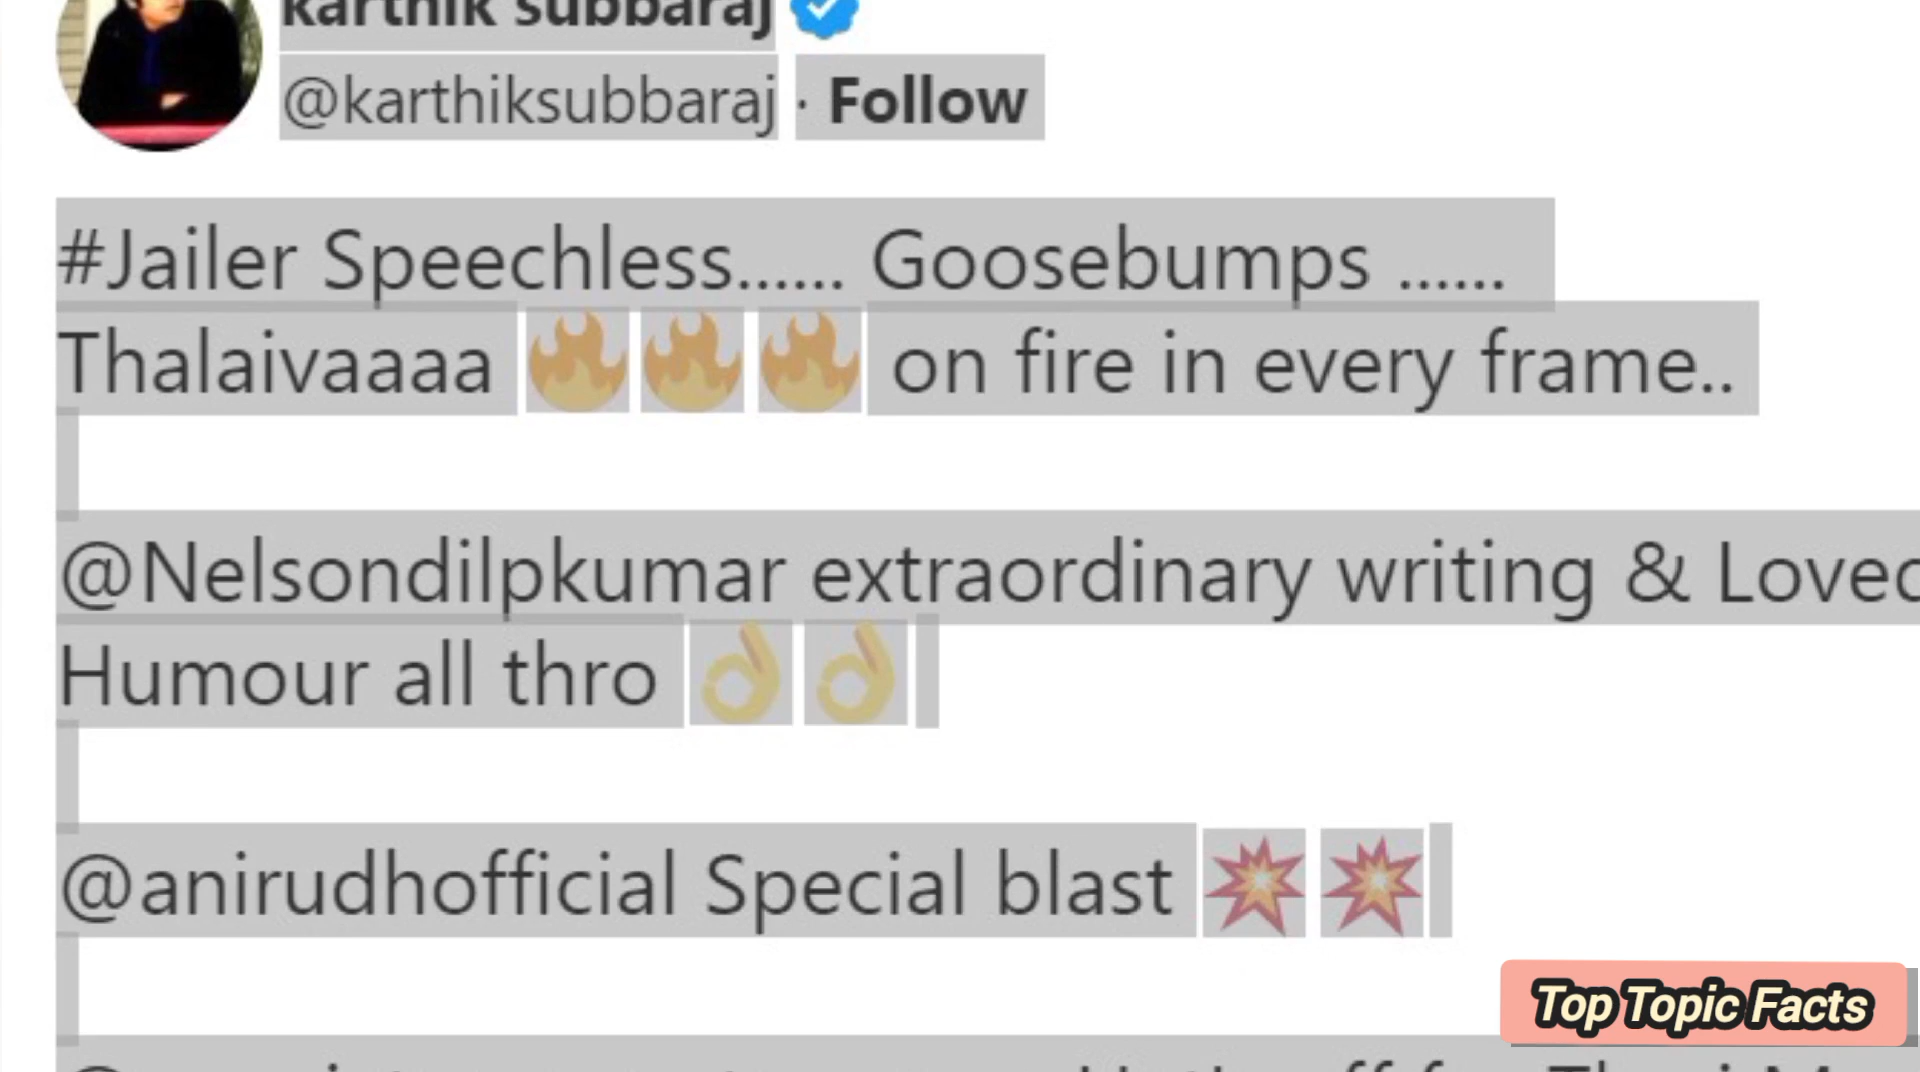 karthik subbaraj
@karthiksubbaraj · Follow
#Jailer Speechless...... Goosebumps ......
Thalaivaaaa 🔥🔥🔥 on fire in every frame..
@Nelsondilpkumar extraordinary writing & Loved
Humour all thro 👌👌
@anirudhofficial Special blast 💥💥
Top Topic Facts